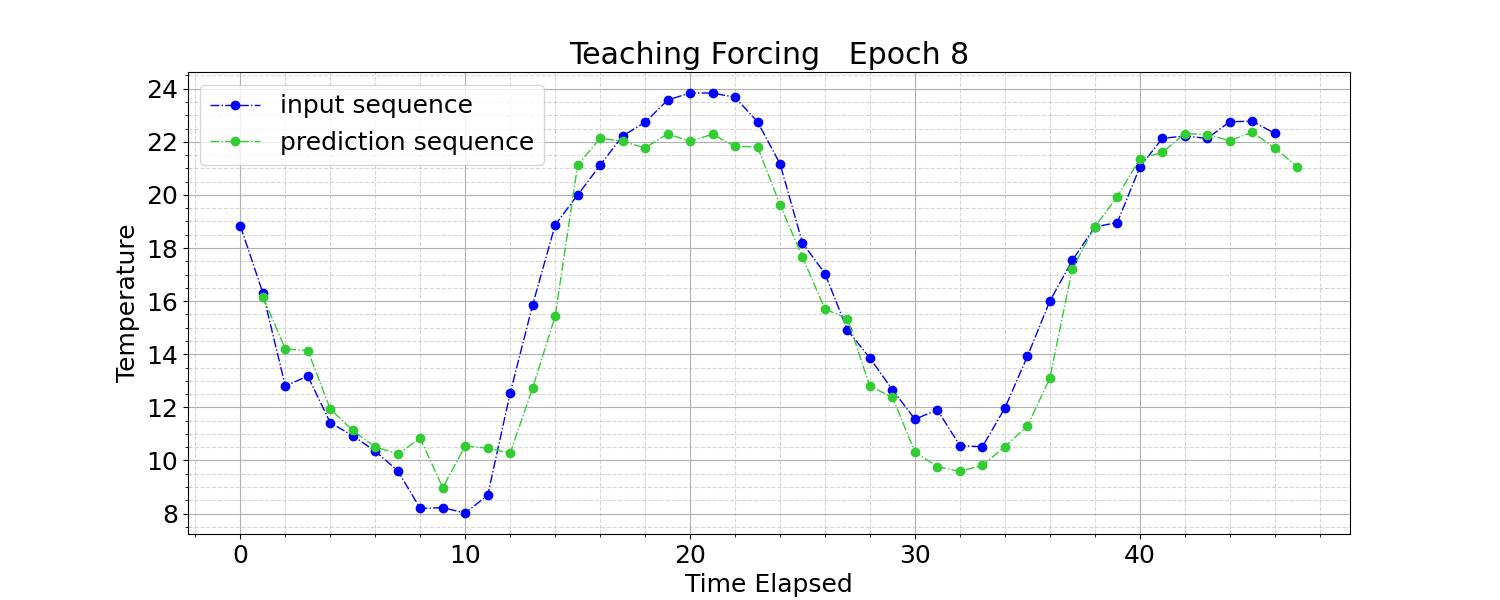 Teaching Forcing   Epoch 8
input sequence
prediction sequence
24
22
20
18
16
14
12
10
8
Temperature
0 10 20 30 40
Time Elapsed